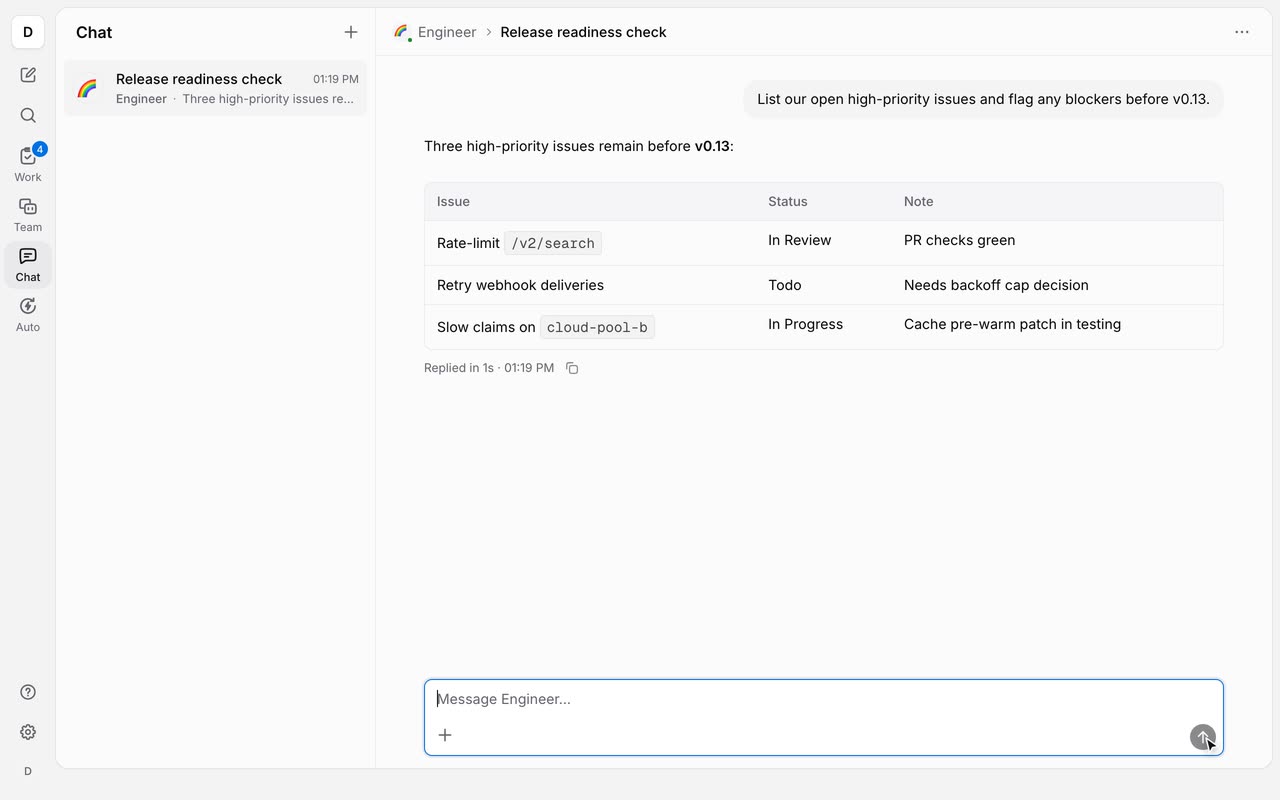 D
Chat
Engineer
Release readiness check
Release readiness check
01:19 PM
Engineer · Three high-priority issues re...
4
Work
Team
Chat
Auto
List our open high-priority issues and flag any blockers before v0.13.
Three high-priority issues remain before v0.13:
Issue Status Note
Rate-limit /v2/search In Review PR checks green
Retry webhook deliveries Todo Needs backoff cap decision
Slow claims on cloud-pool-b In Progress Cache pre-warm patch in testing
Replied in 1s · 01:19 PM
Message Engineer...
D